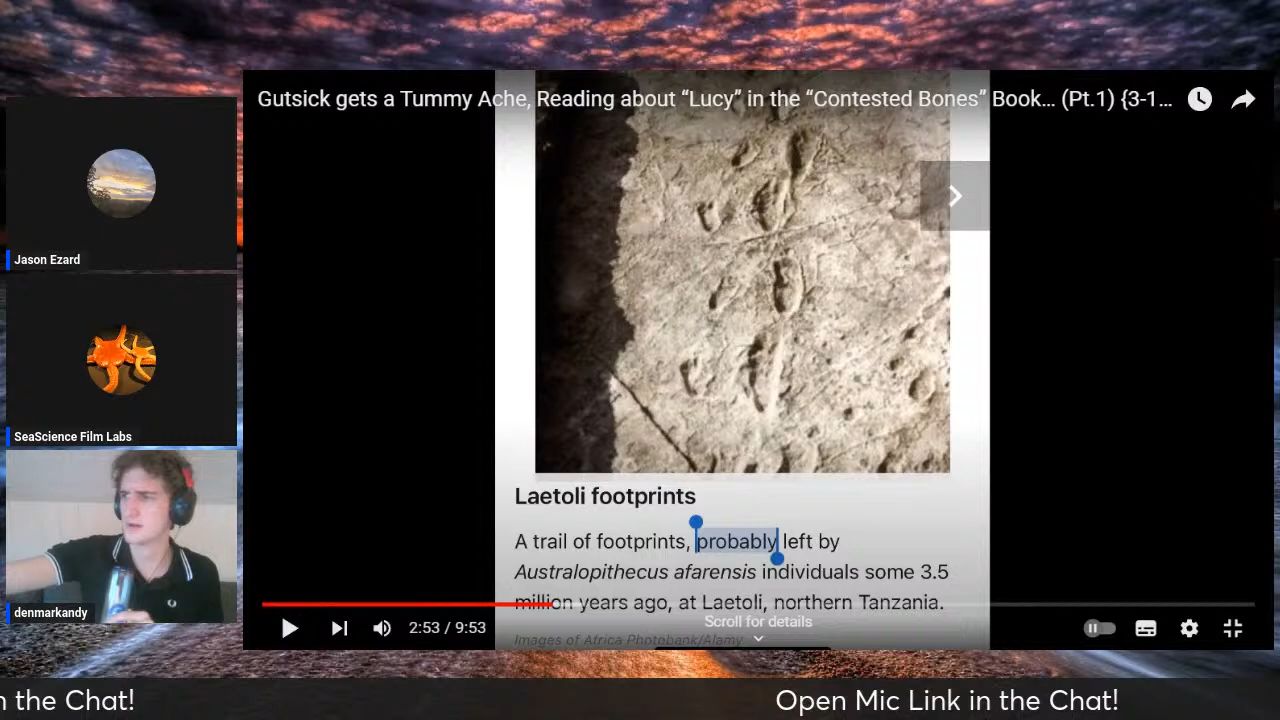 Gutsick gets a Tummy Ache, Reading about “Lucy” in the “Contested Bones” Book... (Pt.1) {3-1...
Jason Ezard
SeaScience Film Labs
denmarkandy
Laetoli footprints
A trail of footprints, probably left by
Australopithecus afarensis individuals some 3.5
million years ago, at Laetoli, northern Tanzania.
Images of Africa Photobank/Alamy
Scroll for details
2:53 / 9:53
n the Chat!
Open Mic Link in the Chat!